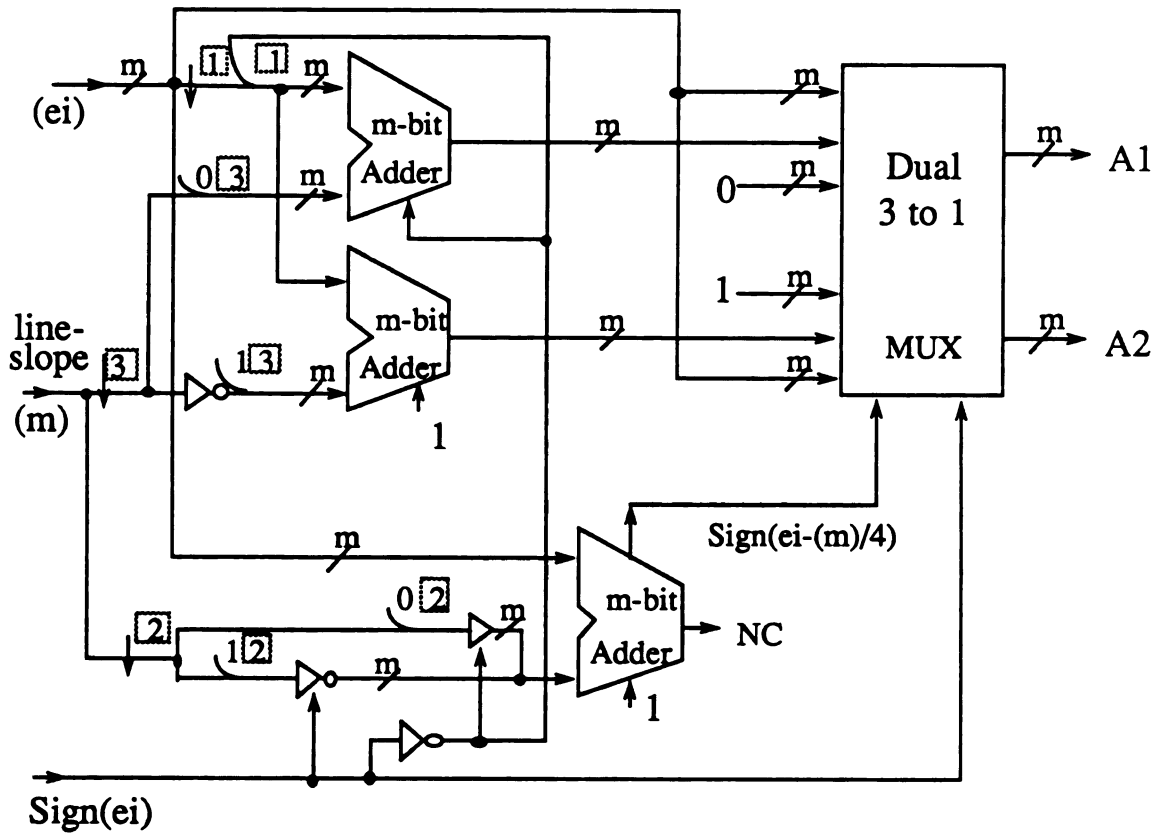 m
1
1
m
m
(ei)
m-bit
Adder
m
Dual
3 to 1
m
A1
0 3
m
0
m
line-
slope
3
m-bit
Adder
m
1
m
MUX
m
A2
1 3
m
m
(m)
1
m
Sign(ei-(m)/4)
2
0 2
m
m-bit
Adder
NC
1 2
m
1
Sign(ei)